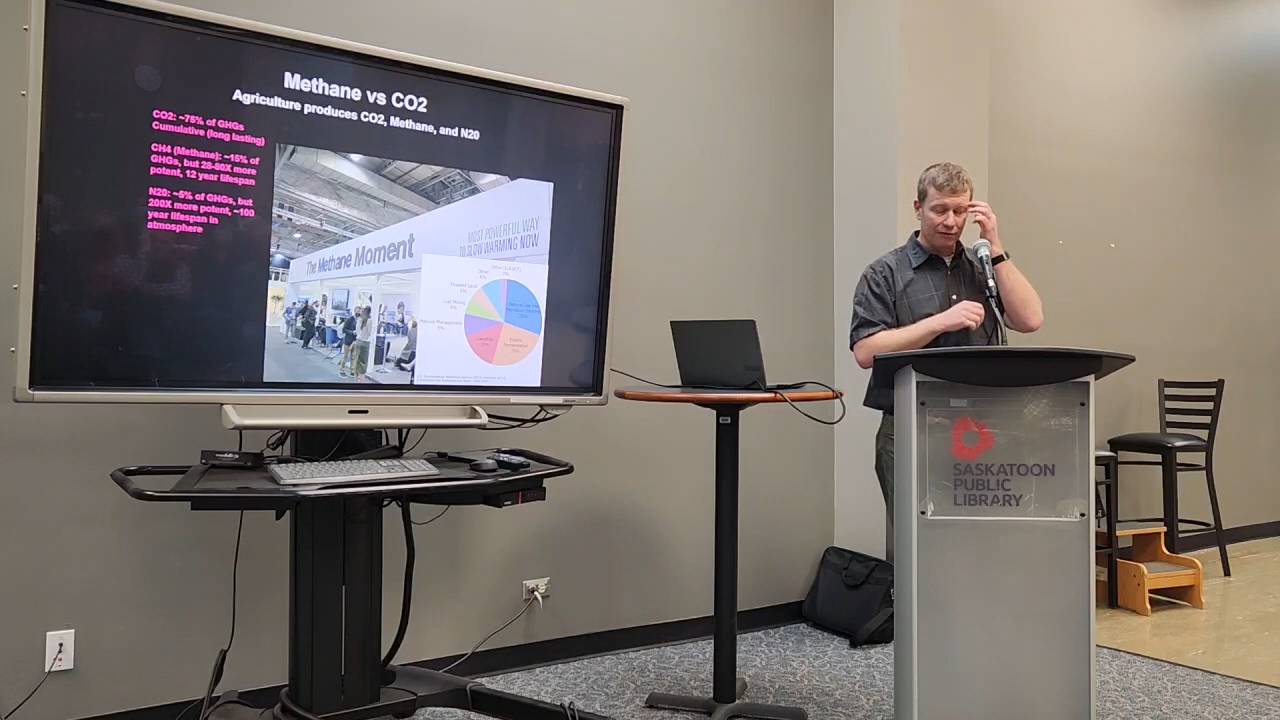 Methane vs CO2
Agriculture produces CO2, Methane, and N20
CO2: ~75% of GHGs
Cumulative (long lasting)
CH4 (Methane): ~15% of
GHGs, but 28-80X more
potent, 12 year lifespan
N20: ~5% of GHGs, but
200X more potent, ~100
year lifespan in
atmosphere
The Methane Moment
MOST POWERFUL WAY
TO SLOW WARMING NOW
SASKATOON
PUBLIC
LIBRARY